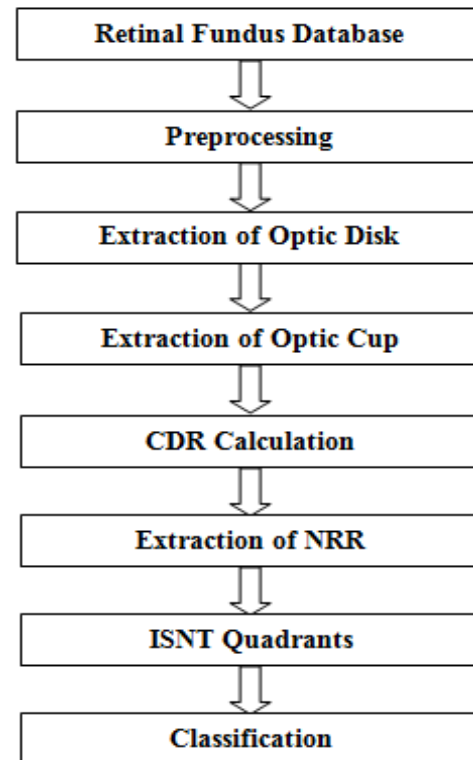 Retinal Fundus Database
Preprocessing
Extraction of Optic Disk
Extraction of Optic Cup
CDR Calculation
Extraction of NRR
ISNT Quadrants
Classification